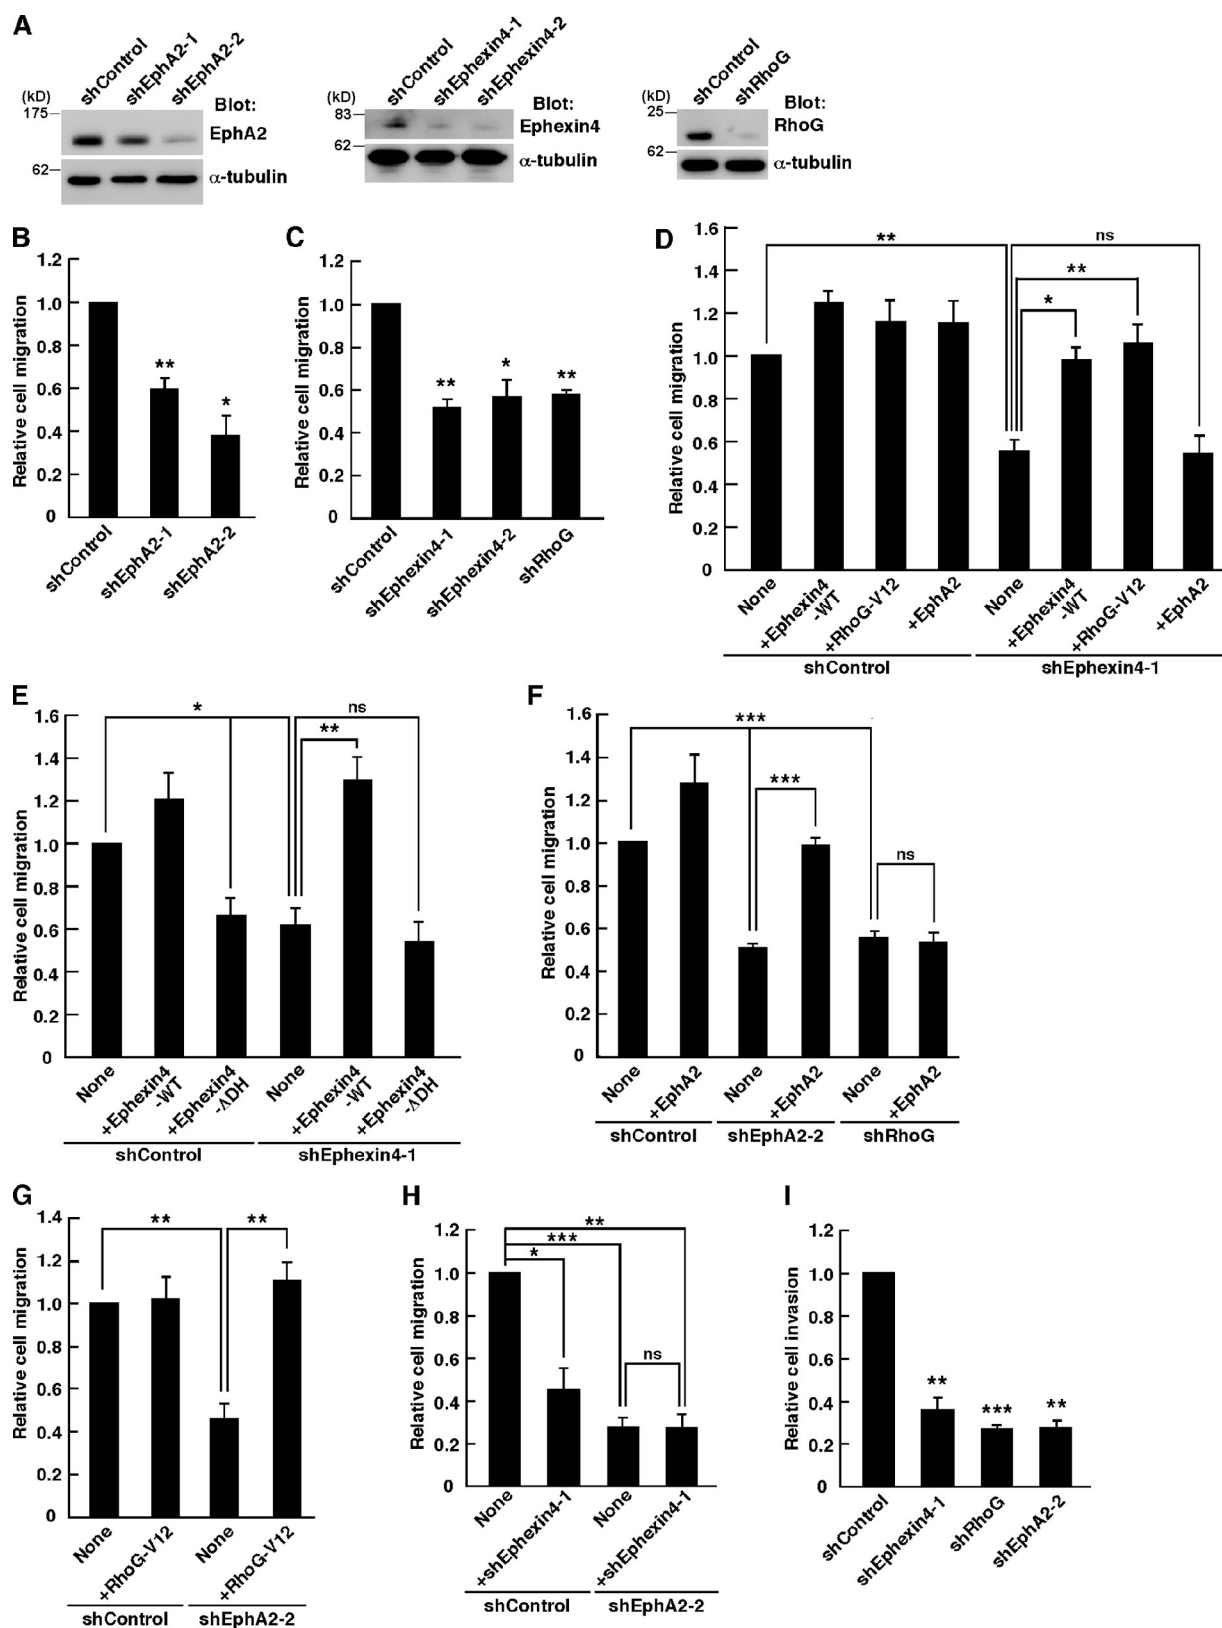 A
shControl
shEphA2-1
shEphA2-2
(kD)
175
62
Blot:
EphA2
α-tubulin
shControl
shEphexin4-1
shEphexin4-2
(kD)
83
62
Blot:
Ephexin4
α-tubulin
shControl
shRhoG
(kD)
25
62
Blot:
RhoG
α-tubulin
B
Relative cell migration
1.2
1.0
0.8
0.6
0.4
0.2
0
**
*
shControl
shEphA2-1
shEphA2-2
C
Relative cell migration
1.2
1.0
0.8
0.6
0.4
0.2
0
**
*
**
shControl
shEphexin4-1
shEphexin4-2
shRhoG
D
Relative cell migration
1.6
1.4
1.2
1.0
0.8
0.6
0.4
0.2
0
**
ns
**
*
None
+Ephexin4
-WT
+RhoG-V12
+EphA2
None
+Ephexin4
-WT
+RhoG-V12
+EphA2
shControl
shEphexin4-1
E
Relative cell migration
1.6
1.4
1.2
1.0
0.8
0.6
0.4
0.2
0
*
ns
**
None
+Ephexin4
-WT
+Ephexin4
-ΔDH
None
+Ephexin4
-WT
+Ephexin4
-ΔDH
shControl
shEphexin4-1
F
Relative cell migration
1.6
1.4
1.2
1.0
0.8
0.6
0.4
0.2
0
***
***
ns
None
+EphA2
None
+EphA2
None
+EphA2
shControl
shEphA2-2
shRhoG
G
Relative cell migration
1.4
1.2
1.0
0.8
0.6
0.4
0.2
0
**
**
None
+RhoG-V12
None
+RhoG-V12
shControl
shEphA2-2
H
Relative cell migration
1.2
1.0
0.8
0.6
0.4
0.2
0
**
***
*
ns
None
+shEphexin4-1
None
+shEphexin4-1
shControl
shEphA2-2
I
Relative cell invasion
1.2
1.0
0.8
0.6
0.4
0.2
0
**
***
**
shControl
shEphexin4-1
shRhoG
shEphA2-2